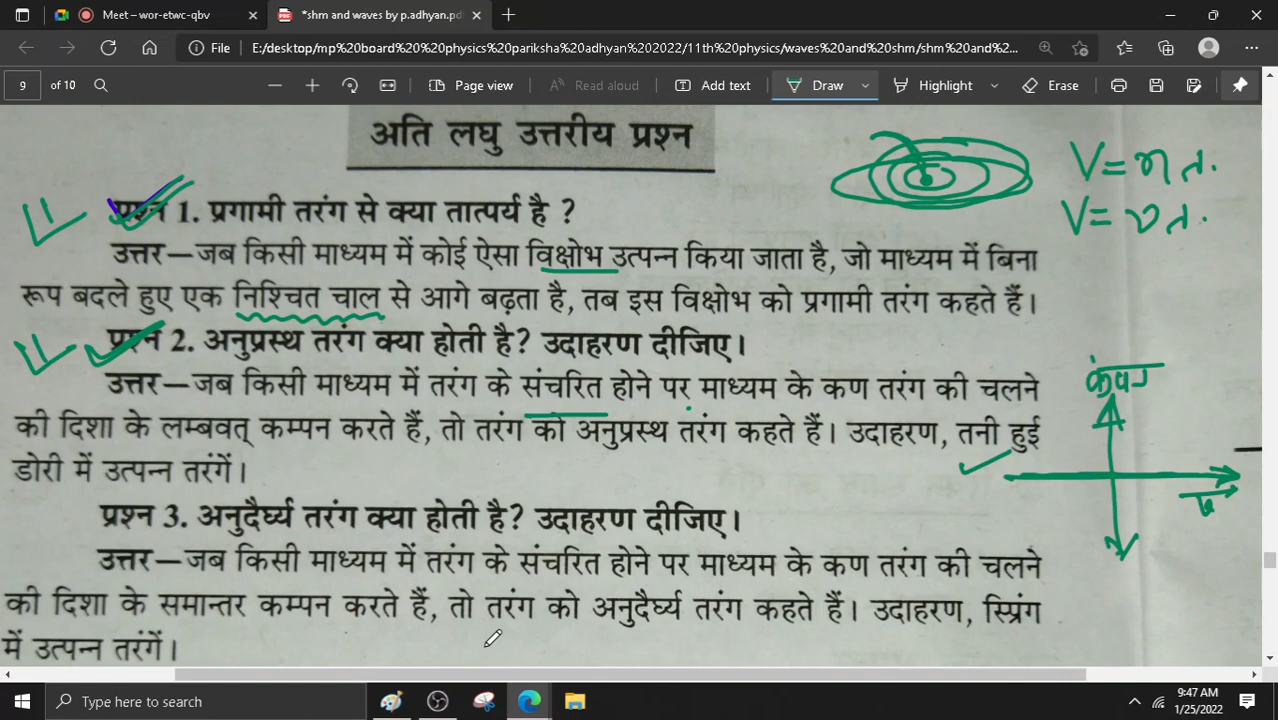 Meet – wor-etwc-qbv
*shm and waves by p.adhyan.pd
File E:/desktop/mp%20board%20%20physics%20pariksha%20adhyan%202022/11th%20physics/waves%20and%20shm/shm%20and%2...
9 of 10 Page view Read aloud Add text Draw Highlight Erase
अति लघु उत्तरीय प्रश्न
V= η त.
V= υ त.
प्रश्न 1. प्रगामी तरंग से क्या तात्पर्य है ?
उत्तर—जब किसी माध्यम में कोई ऐसा विक्षोभ उत्पन्न किया जाता है, जो माध्यम में बिना
रूप बदले हुए एक निश्चित चाल से आगे बढ़ता है, तब इस विक्षोभ को प्रगामी तरंग कहते हैं।
प्रश्न 2. अनुप्रस्थ तरंग क्या होती है? उदाहरण दीजिए।
उत्तर—जब किसी माध्यम में तरंग के संचरित होने पर माध्यम के कण तरंग की चलने
की दिशा के लम्बवत् कम्पन करते हैं, तो तरंग को अनुप्रस्थ तरंग कहते हैं। उदाहरण, तनी हुई
डोरी में उत्पन्न तरंगें।
प्रश्न 3. अनुदैर्घ्य तरंग क्या होती है? उदाहरण दीजिए।
उत्तर—जब किसी माध्यम में तरंग के संचरित होने पर माध्यम के कण तरंग की चलने
की दिशा के समान्तर कम्पन करते हैं, तो तरंग को अनुदैर्घ्य तरंग कहते हैं। उदाहरण, स्प्रिंग
में उत्पन्न तरंगें।
Type here to search
9:47 AM
1/25/2022